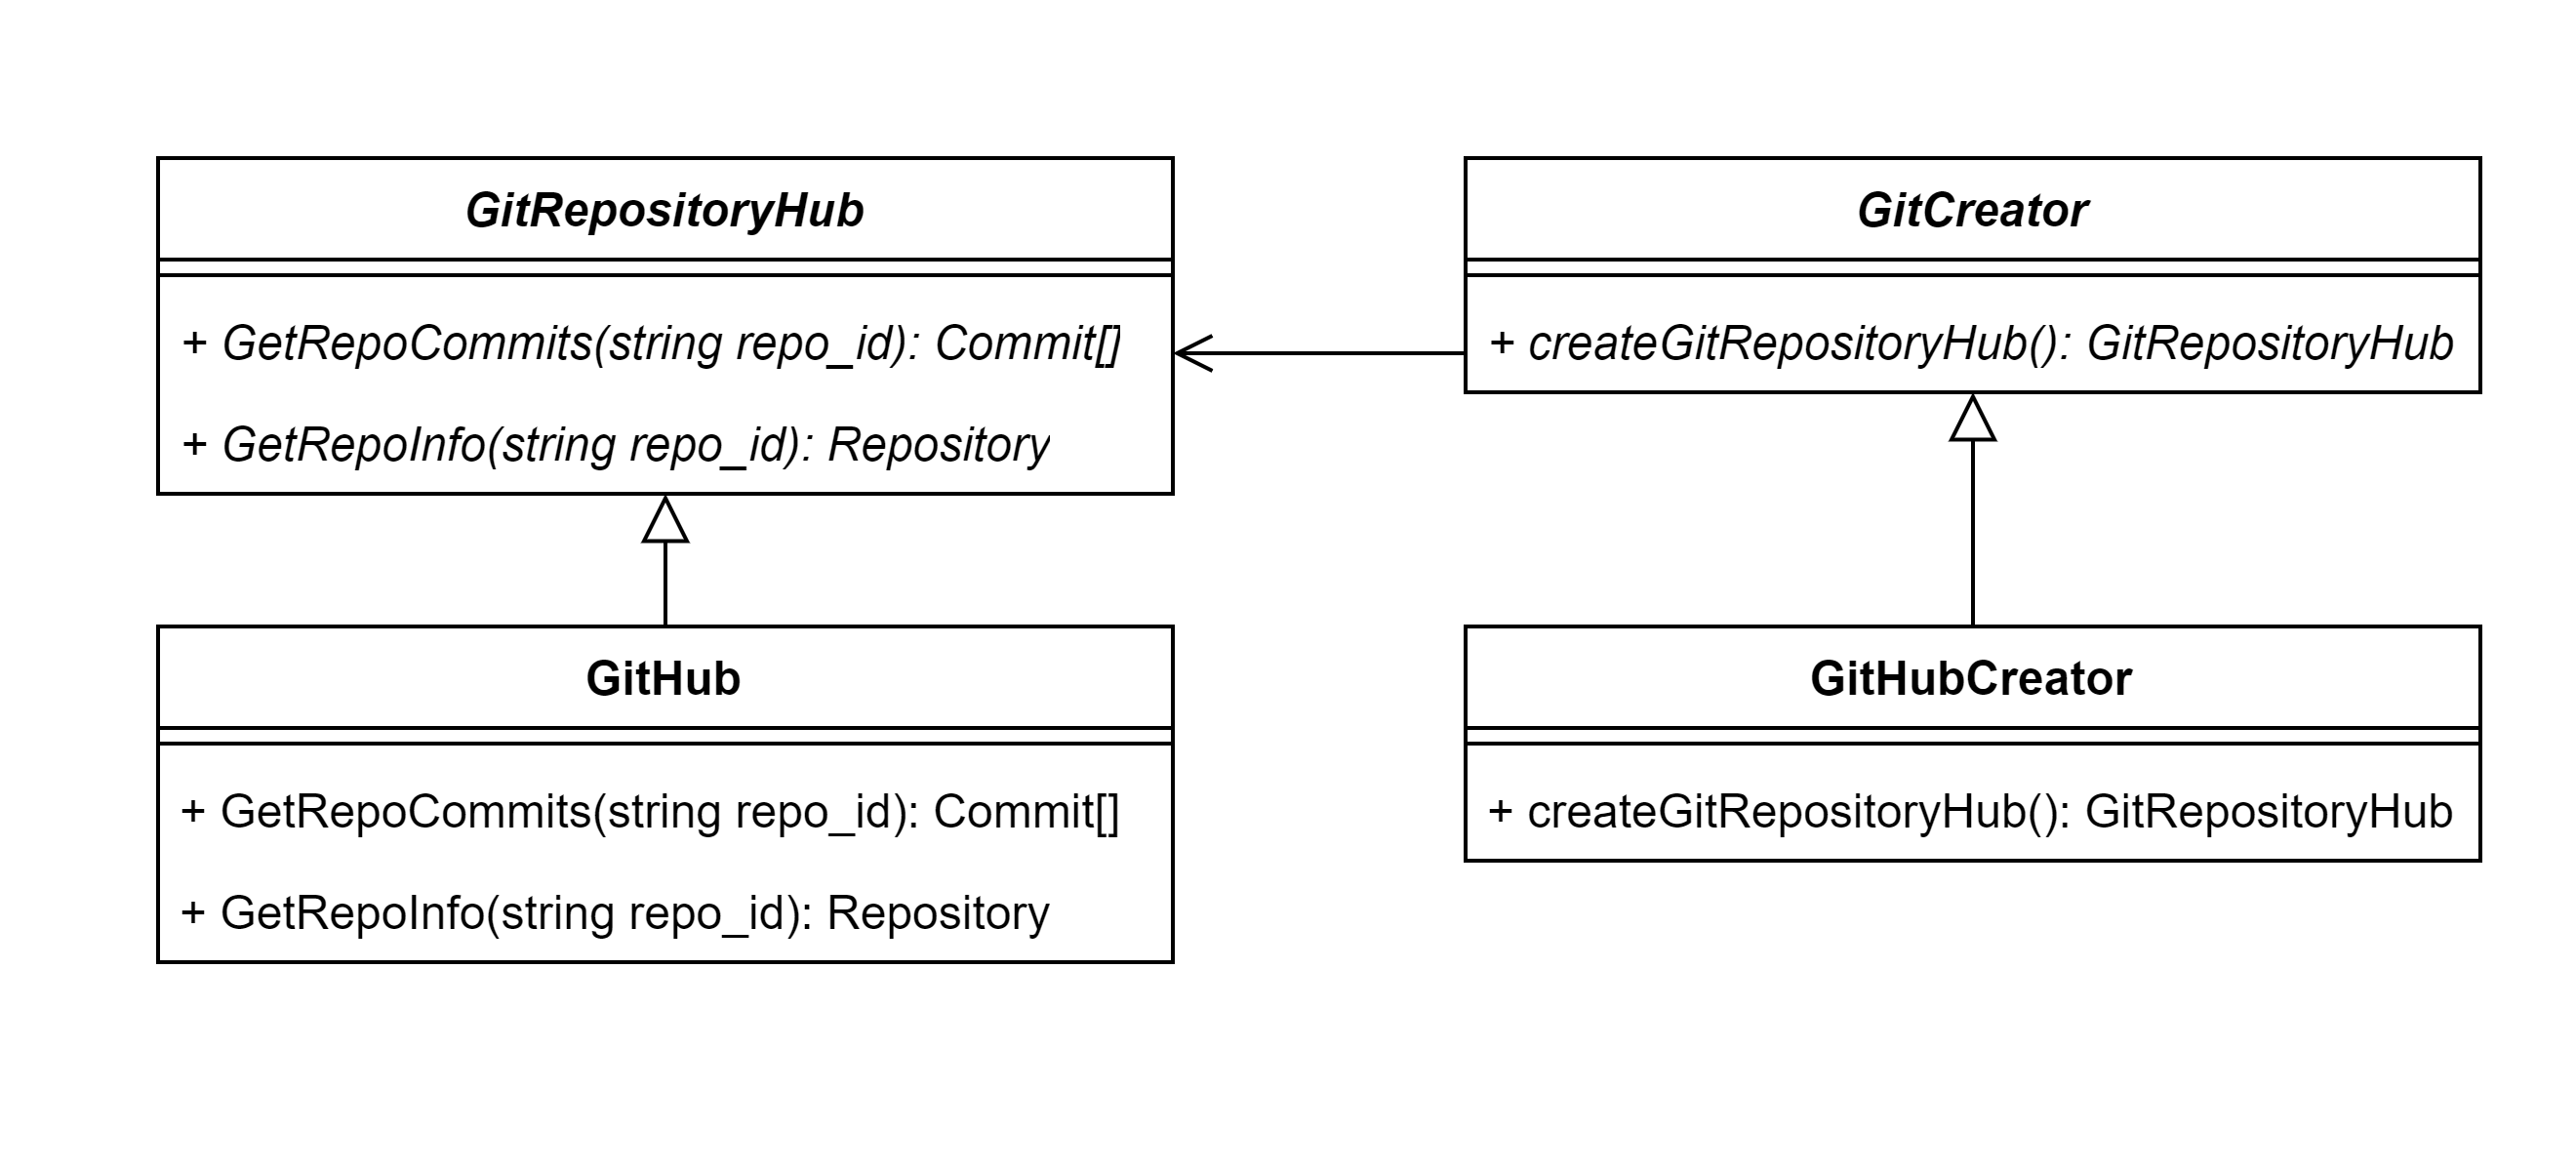 GitRepositoryHub
+ GetRepoCommits(string repo_id): Commit[]
+ GetRepoInfo(string repo_id): Repository
GitCreator
+ createGitRepositoryHub(): GitRepositoryHub
GitHub
+ GetRepoCommits(string repo_id): Commit[]
+ GetRepoInfo(string repo_id): Repository
GitHubCreator
+ createGitRepositoryHub(): GitRepositoryHub